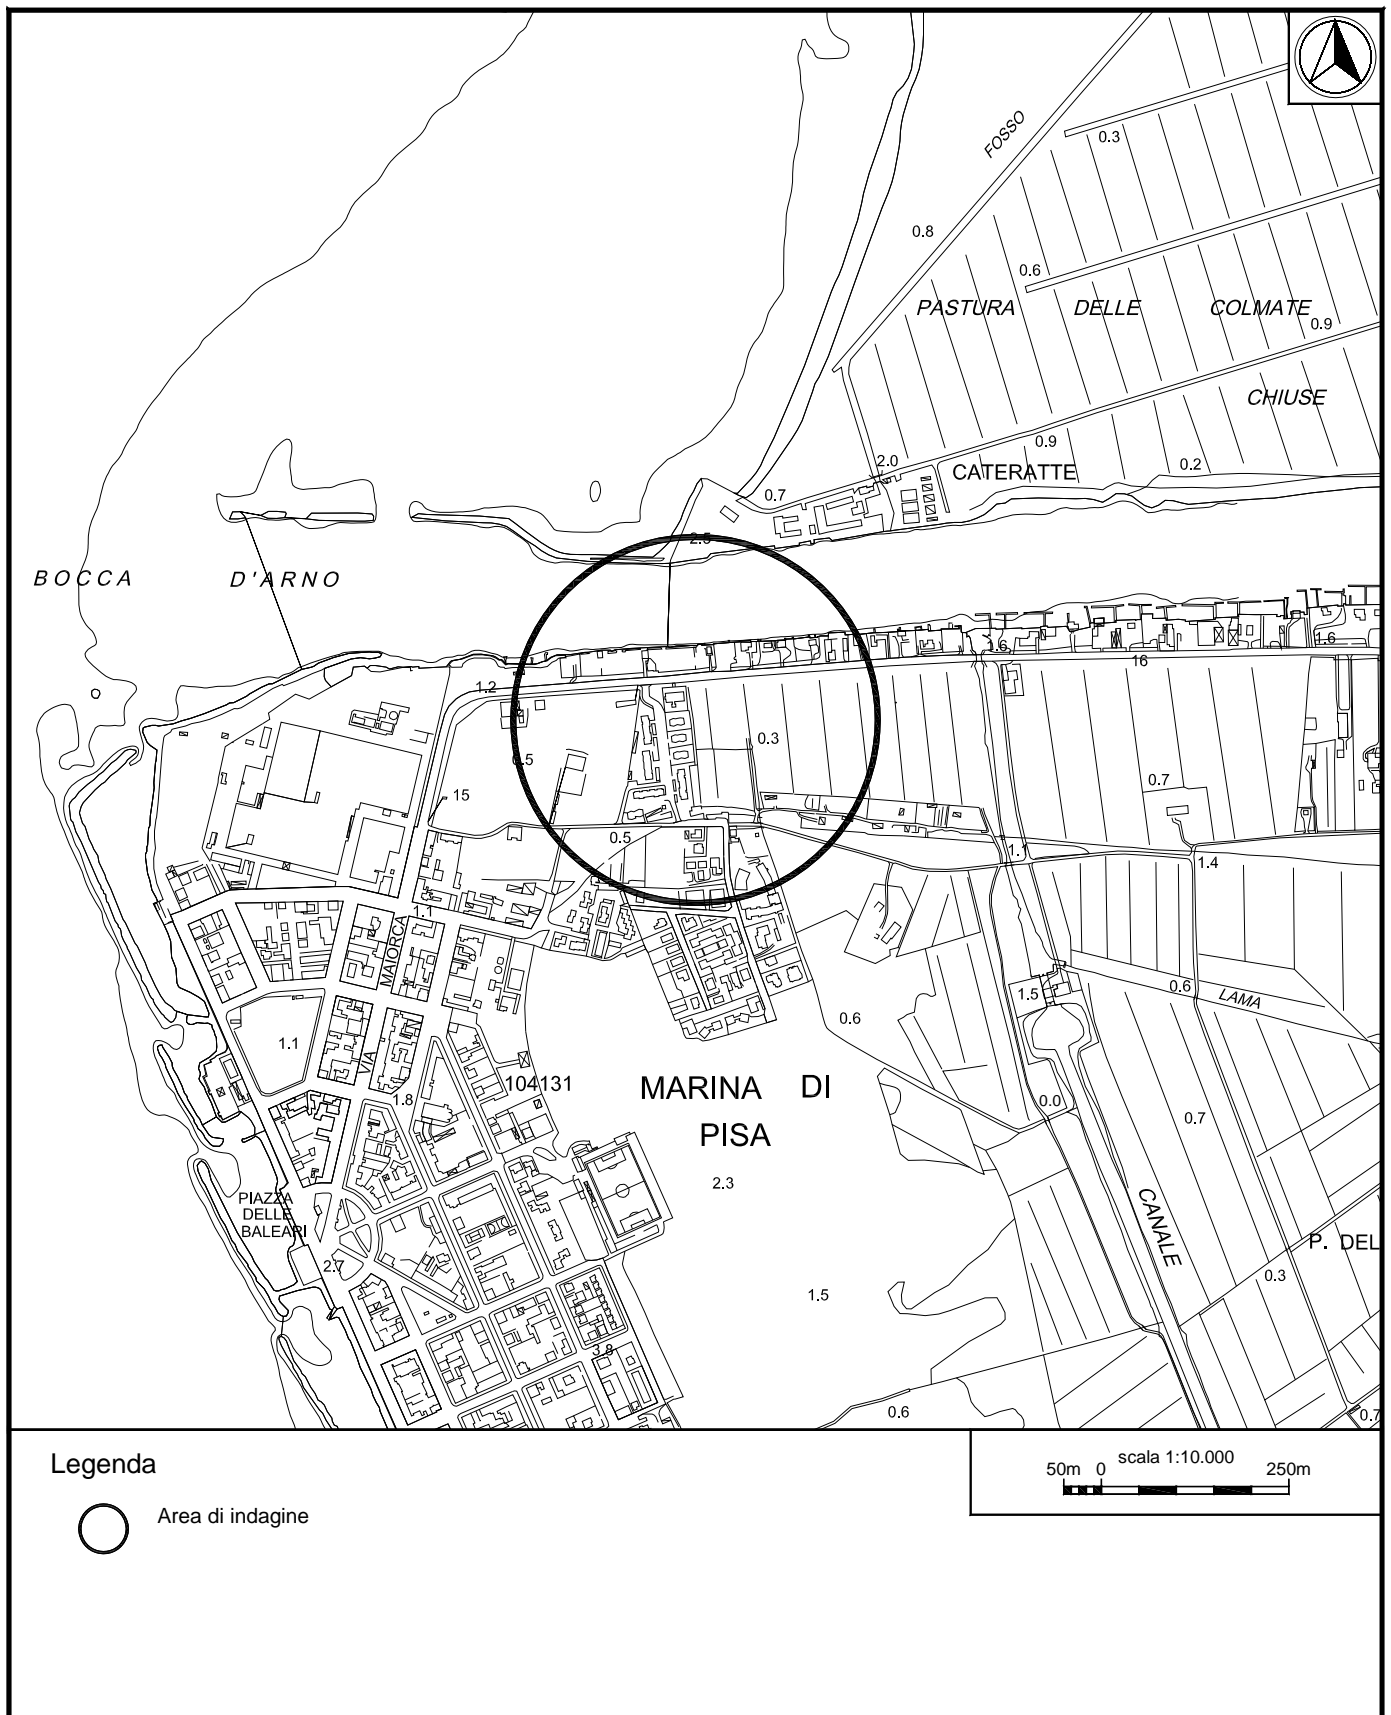 FOSSO
0.3
0.8
0.6
PASTURA DELLE COLMATE
0.9
CHIUSE
0.9
2.0
0.2
CATERATTE
0.7
2.5
BOCCA D'ARNO
1.6
1.6
16
1.2
0.3
0.5
0.7
15
0.5
1.1
1.4
1.1
VIA MAIORCA
0.6
LAMA
1.5
0.6
1.1
104131
MARINA DI
PISA
1.8
0.0
0.7
2.3
PIAZZA
DELLE
BALEARI
CANALE
P. DEL
2.7
0.3
1.5
3.8
0.6
0.7
Legenda
Area di indagine
scala 1:10.000
50m 0 250m